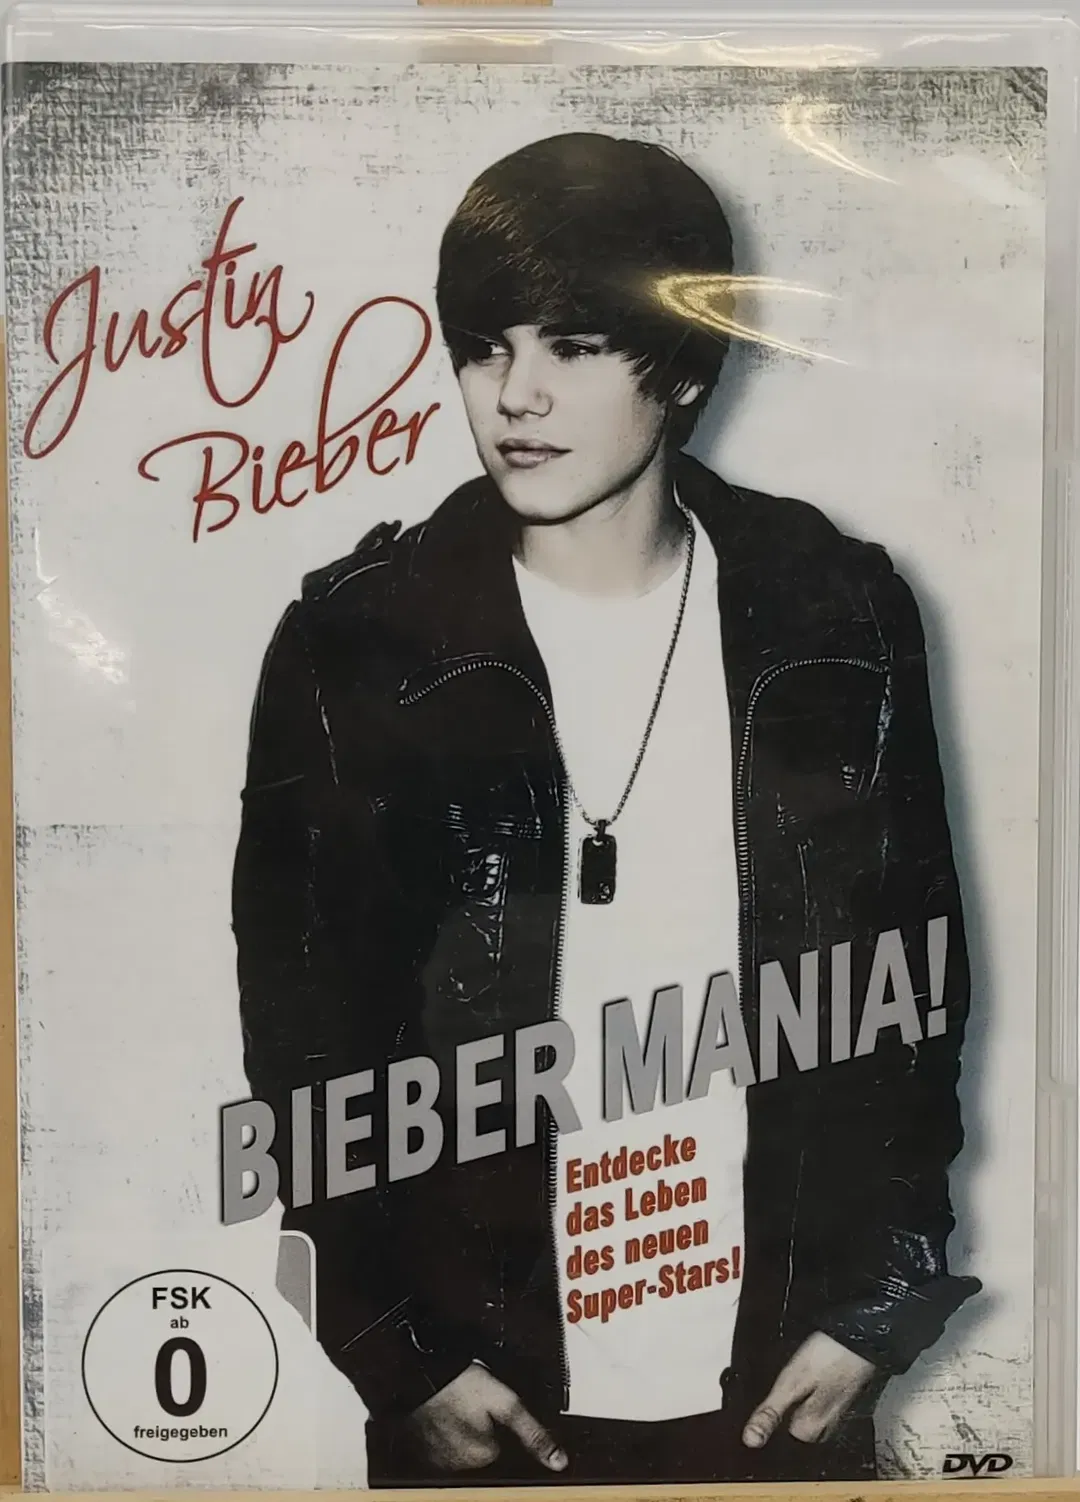 Justin
Bieber
BIEBER MANIA!
Entdecke
das Leben
des neuen
Super-Stars!
FSK
ab
0
freigegeben
DVD